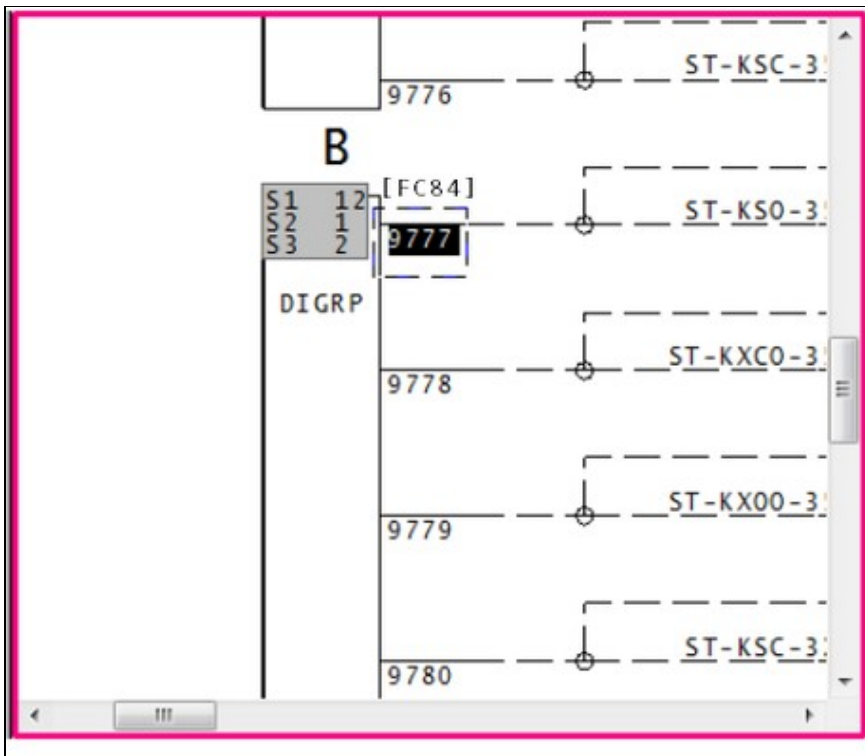 ST-KSC-3
9776
B
[FC84]
S1 12
S2 1
S3 2
ST-KSO-3
9777
DIGRP
ST-KXCO-3
9778
ST-KXOO-3
9779
ST-KSC-3
9780